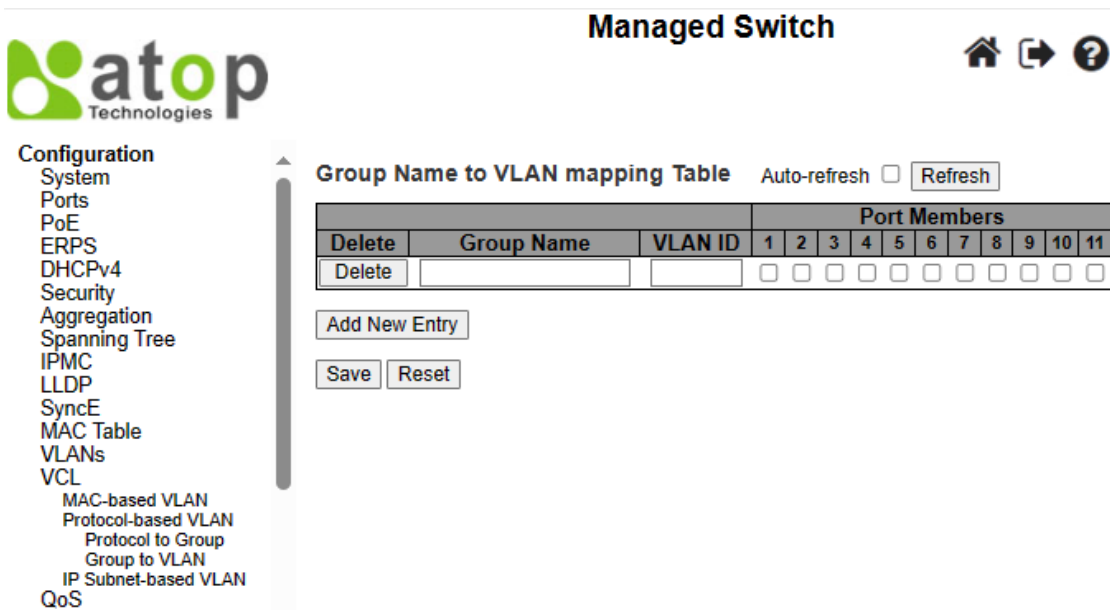 Managed Switch
atop
Technologies
Configuration
System
Ports
PoE
ERPS
DHCPv4
Security
Aggregation
Spanning Tree
IPMC
LLDP
SyncE
MAC Table
VLANs
VCL
MAC-based VLAN
Protocol-based VLAN
Protocol to Group
Group to VLAN
IP Subnet-based VLAN
QoS
Group Name to VLAN mapping Table Auto-refresh Refresh
Port Members
Delete Group Name VLAN ID 1 2 3 4 5 6 7 8 9 10 11
Delete
Add New Entry
Save Reset